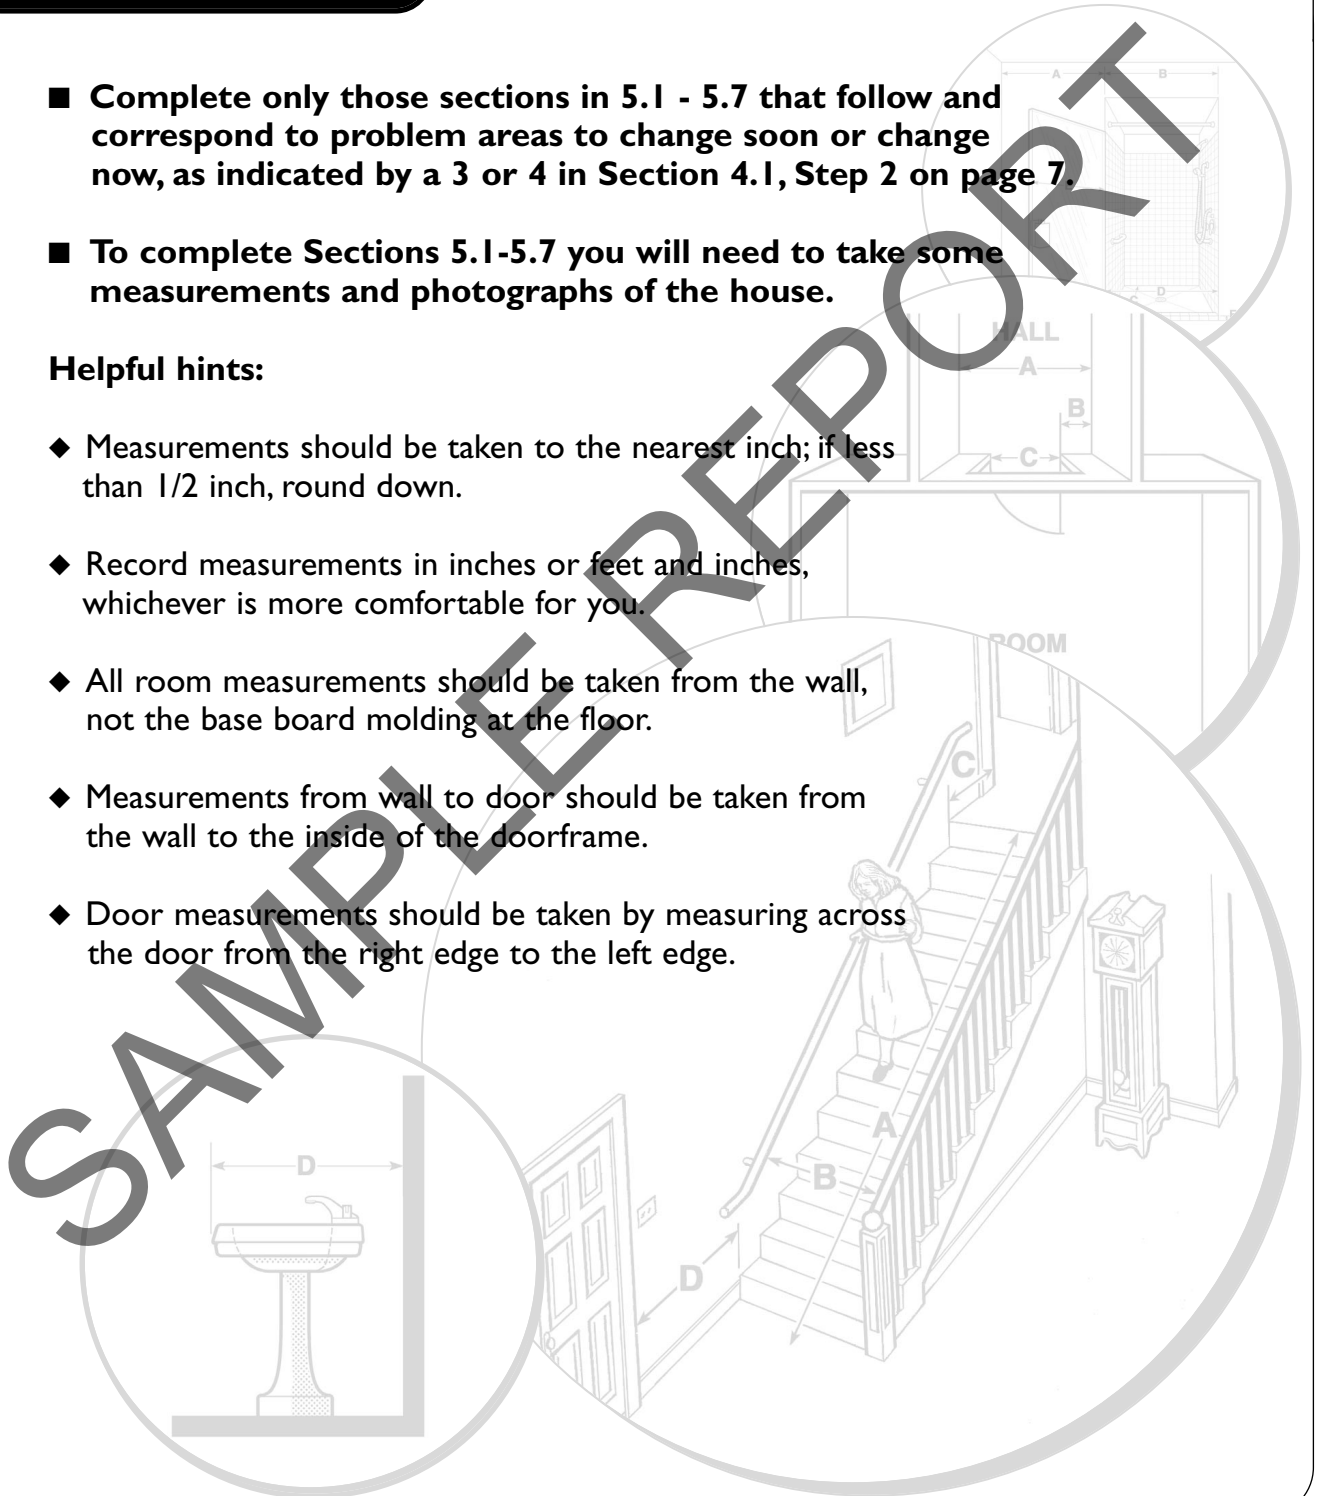 ■ Complete only those sections in 5.1 - 5.7 that follow and
correspond to problem areas to change soon or change
now, as indicated by a 3 or 4 in Section 4.1, Step 2 on page 7.
■ To complete Sections 5.1-5.7 you will need to take some
measurements and photographs of the house.
Helpful hints:
◆ Measurements should be taken to the nearest inch; if less
than 1/2 inch, round down.
◆ Record measurements in inches or feet and inches,
whichever is more comfortable for you.
◆ All room measurements should be taken from the wall,
not the base board molding at the floor.
◆ Measurements from wall to door should be taken from
the wall to the inside of the doorframe.
◆ Door measurements should be taken by measuring across
the door from the right edge to the left edge.
SAMPLE REPORT
A B
C D
HALL
A
B
C
ROOM
C
A
B
D
D